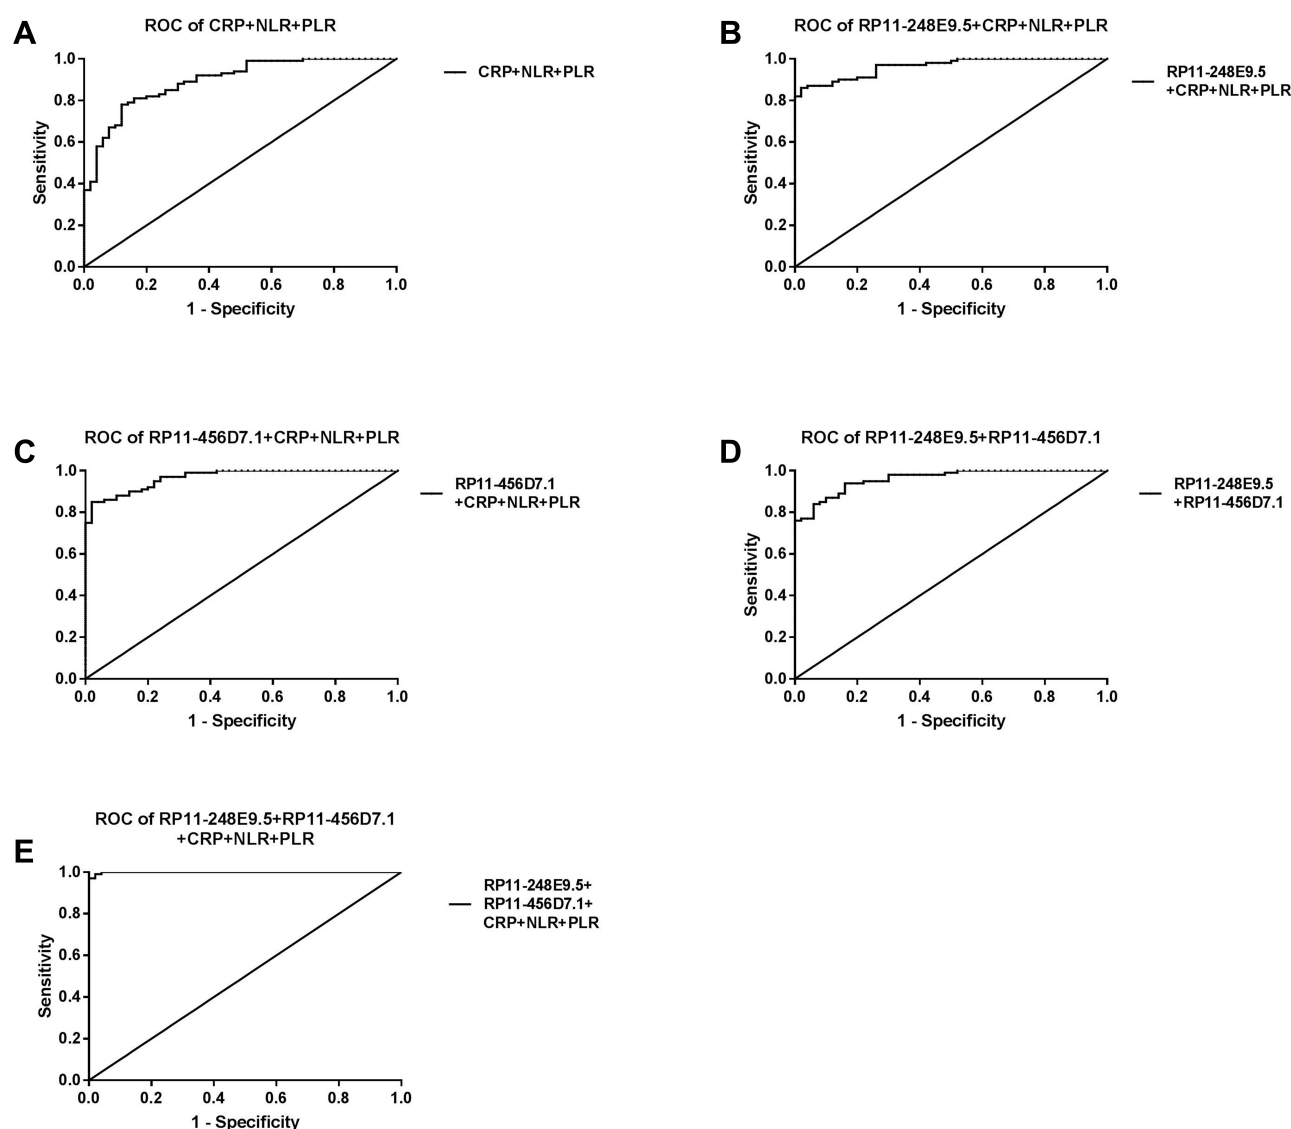 A
ROC of CRP+NLR+PLR
1.0
0.8
0.6
0.4
0.2
0.0
Sensitivity
0.0 0.2 0.4 0.6 0.8 1.0
1 - Specificity
CRP+NLR+PLR
B
ROC of RP11-248E9.5+CRP+NLR+PLR
1.0
0.8
0.6
0.4
0.2
0.0
Sensitivity
0.0 0.2 0.4 0.6 0.8 1.0
1 - Specificity
RP11-248E9.5
+CRP+NLR+PLR
C
ROC of RP11-456D7.1+CRP+NLR+PLR
1.0
0.8
0.6
0.4
0.2
0.0
0.0 0.2 0.4 0.6 0.8 1.0
1 - Specificity
RP11-456D7.1
+CRP+NLR+PLR
D
ROC of RP11-248E9.5+RP11-456D7.1
1.0
0.8
0.6
0.4
0.2
0.0
Sensitivity
0.0 0.2 0.4 0.6 0.8 1.0
1 - Specificity
RP11-248E9.5
+RP11-456D7.1
E
ROC of RP11-248E9.5+RP11-456D7.1
+CRP+NLR+PLR
1.0
0.8
0.6
0.4
0.2
0.0
Sensitivity
0.0 0.2 0.4 0.6 0.8 1.0
1 - Specificity
RP11-248E9.5+
RP11-456D7.1+
CRP+NLR+PLR